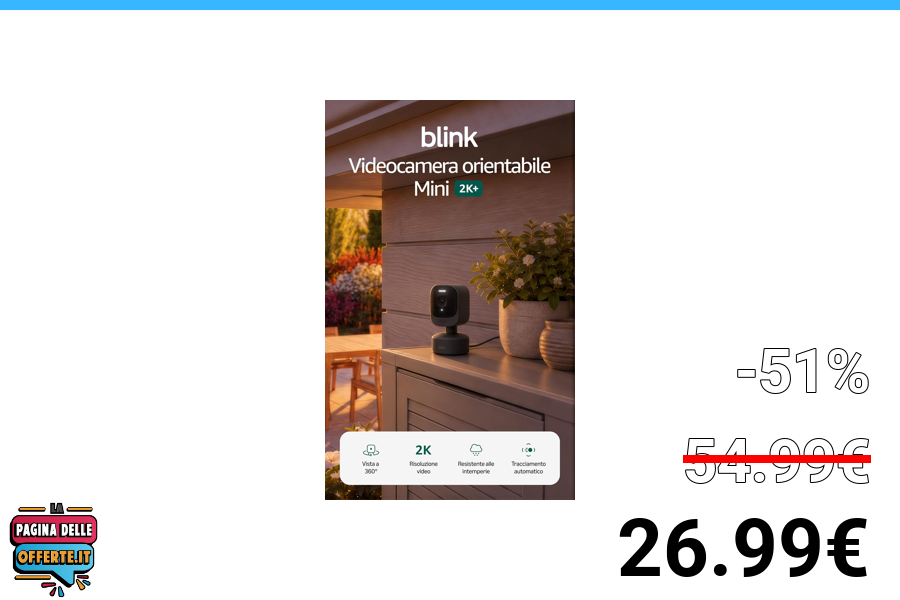 blink
Videocamera orientabile
Mini 2K+
2K
Vista a
360°
Risoluzione
video
Resistente alle
intemperie
Tracciamento
automatico
-51%
54.99€
26.99€
LA
PAGINA DELLE
OFFERTE.IT